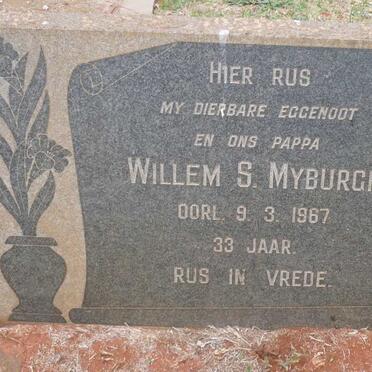 HIER RUS
MY DIERBARE EGGENOOT
EN ONS PAPPA
WILLEM S. MYBURGH
OORL. 9. 3. 1967
33 JAAR.
RUS IN VREDE.